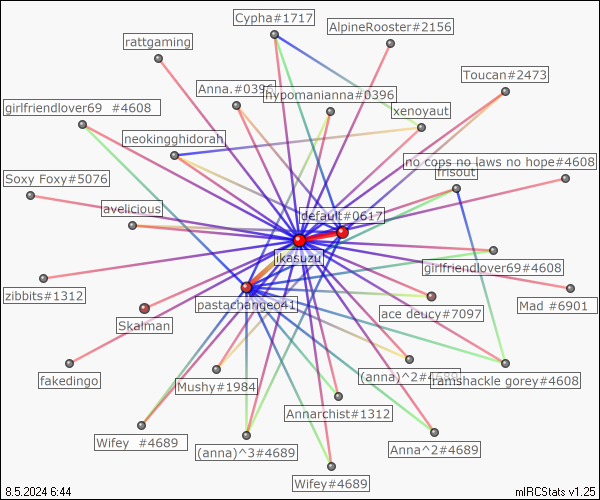 Cypha#1717
AlpineRooster#2156
rattgaming
Toucan#2473
Anna.#0396
hypomanianna#0396
girlfriendlover69 #4608
xenoyaut
neokingghidorah
no cops no laws no hope#4608
frisout
Soxy Foxy#5076
avelicious
default#0617
ikasuzu
girlfriendlover69#4608
zibbits#1312
pastachangeo41
Mad #6901
ace deucy#7097
Skalman
fakedingo
Mushy#1984
(anna)^2#4689
ramshackle gorey#4608
Annarchist#1312
Wifey #4689
(anna)^3#4689
Anna^2#4689
Wifey#4689
8.5.2024 6:44
mIRCStats v1.25